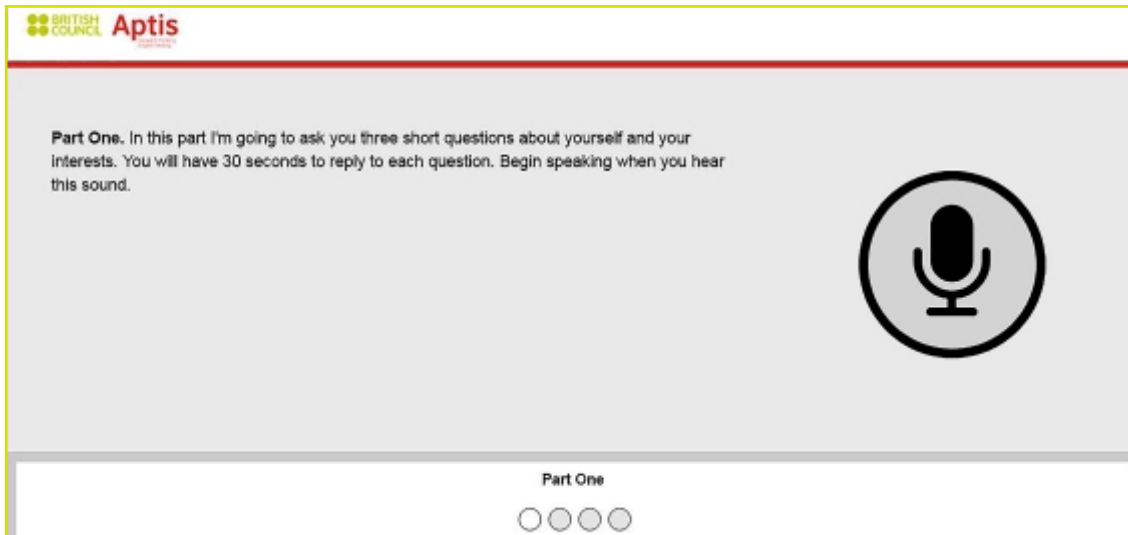 BRITISH
COUNCIL
Aptis
Part One. In this part I'm going to ask you three short questions about yourself and your
interests. You will have 30 seconds to reply to each question. Begin speaking when you hear
this sound.
Part One